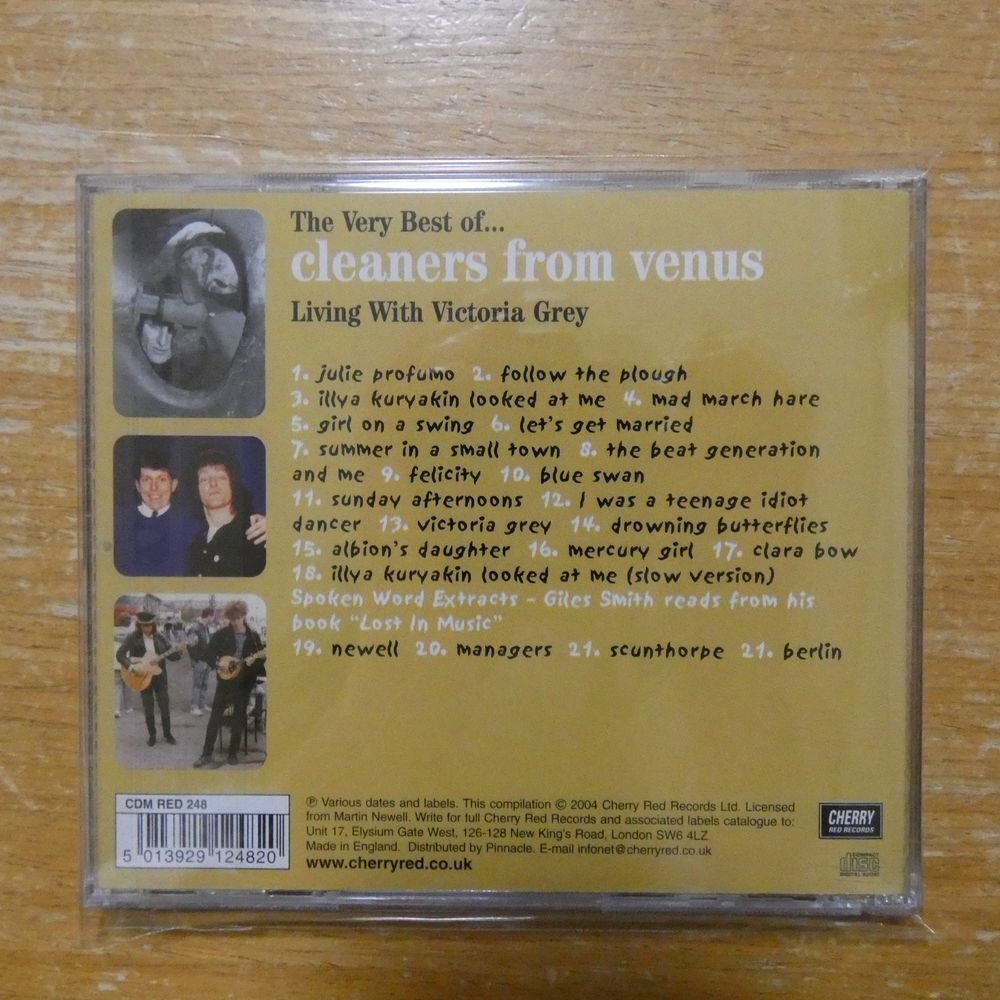 The Very Best of...
cleaners from venus
Living With Victoria Grey
1. julie profumo 2. follow the plough
3. illya kuryakin looked at me 4. mad march hare
5. girl on a swing 6. let's get married
7. summer in a small town 8. the beat generation
and me 9. felicity 10. blue swan
11. sunday afternoons 12. I was a teenage idiot
dancer 13. victoria grey 14. drowning butterflies
15. albion's daughter 16. mercury girl 17. clara bow
18. illya kuryakin looked at me (slow version)
Spoken Word Extracts - Giles Smith reads from his
book "Lost In Music"
19. newell 20. managers 21. scunthorpe 21. berlin
CDM RED 248
5 013929 124820
℗ Various dates and labels. This compilation © 2004 Cherry Red Records Ltd. Licensed
from Martin Newell. Write for full Cherry Red Records and associated labels catalogue to:
Unit 17, Elysium Gate West, 126-128 New King's Road, London SW6 4LZ
Made in England. Distributed by Pinnacle. E-mail infonet@cherryred.co.uk
www.cherryred.co.uk
CHERRY
RED RECORDS
COMPACT
disc
DIGITAL AUDIO